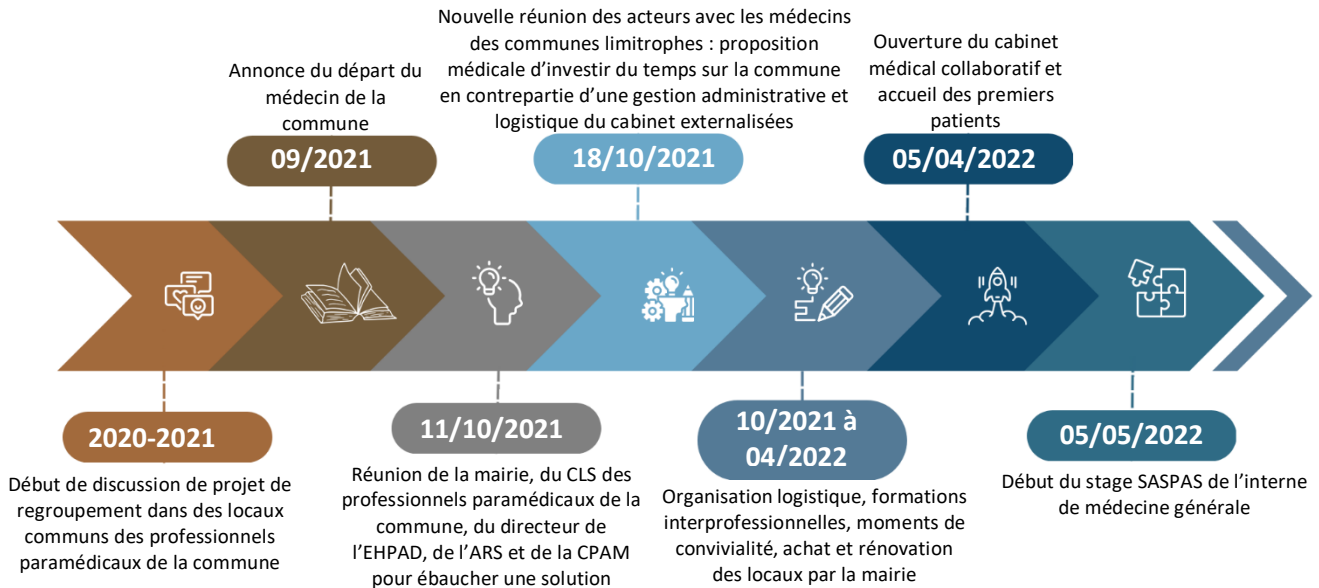 Début de discussion de projet de
regroupement dans des locaux
communs des professionnels
paramédicaux de la commune
2020-2021
Annonce du départ du
médecin de la
commune
09/2021
11/10/2021
Réunion de la mairie, du CLS des
professionnels paramédicaux de la
commune, du directeur de
l’EHPAD, de l’ARS et de la CPAM
pour ébaucher une solution
Nouvelle réunion des acteurs avec les médecins
des communes limitrophes : proposition
médicale d’investir du temps sur la commune
en contrepartie d’une gestion administrative et
logistique du cabinet externalisées
18/10/2021
10/2021 à
04/2022
Organisation logistique, formations
interprofessionnelles, moments de
convivialité, achat et rénovation
des locaux par la mairie
Ouverture du cabinet
médical collaboratif et
accueil des premiers
patients
05/04/2022
05/05/2022
Début du stage SASPAS de l’interne
de médecine générale